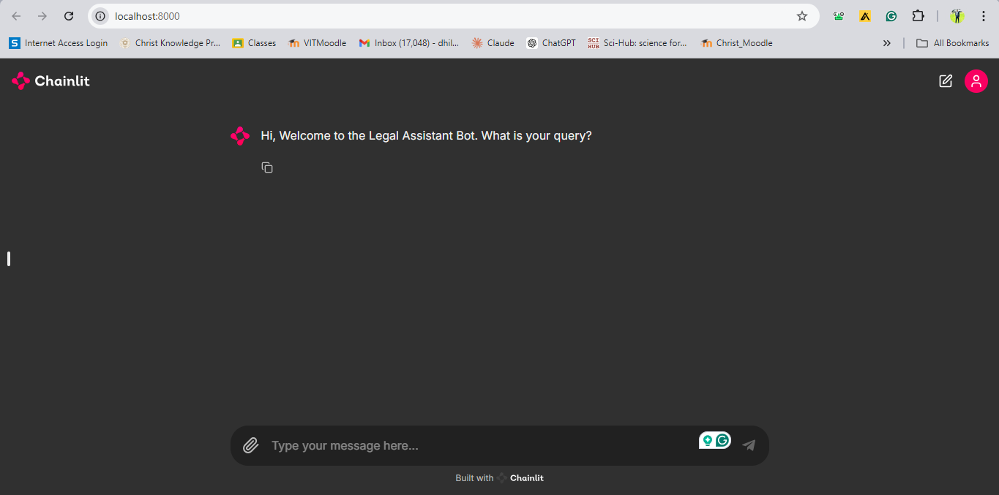 localhost:8000
Internet Access Login Christ Knowledge Pr... Classes VITMoodle Inbox (17,048) - dhil... Claude ChatGPT SCI HUB Sci-Hub: science for... Christ_Moodle » All Bookmarks
Chainlit
Hi, Welcome to the Legal Assistant Bot. What is your query?
Type your message here...
Built with Chainlit